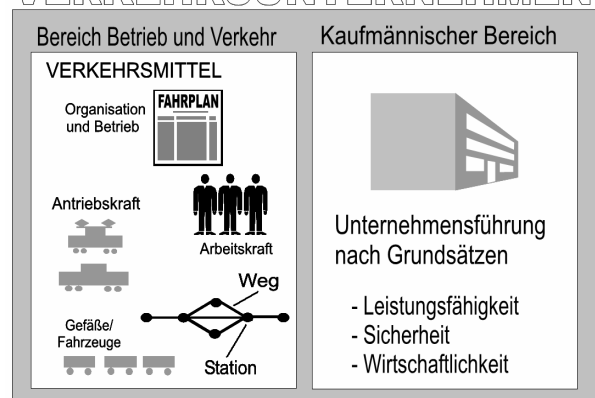 VERKEHRSUNTERNEHMEN
Bereich Betrieb und Verkehr
VERKEHRSMITTEL
Organisation
und Betrieb
FAHRPLAN
Antriebskraft
Arbeitskraft
Weg
Gefäße/
Fahrzeuge
Station
Kaufmännischer Bereich
Unternehmensführung
nach Grundsätzen
- Leistungsfähigkeit
- Sicherheit
- Wirtschaftlichkeit